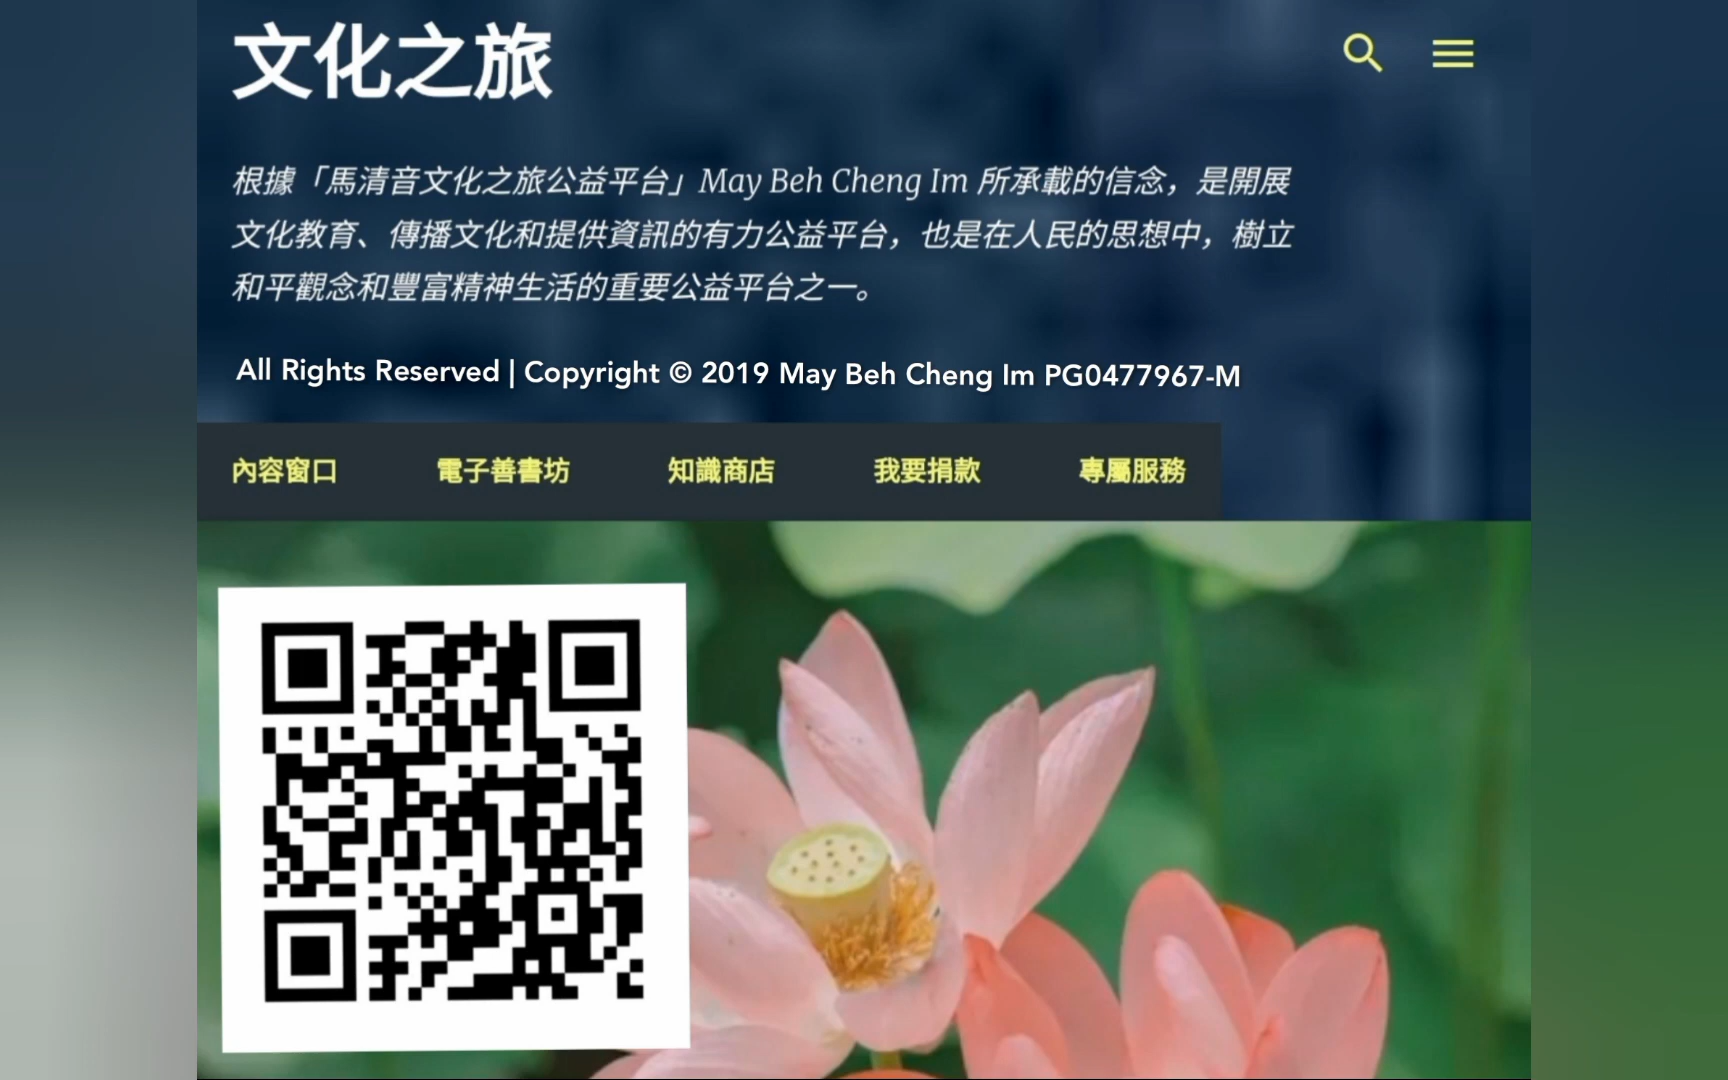 文化之旅
根據「馬清音文化之旅公益平台」May Beh Cheng Im 所承載的信念，是開展
文化教育、傳播文化和提供資訊的有力公益平台，也是在人民的思想中，樹立
和平觀念和豐富精神生活的重要公益平台之一。
All Rights Reserved | Copyright © 2019 May Beh Cheng Im PG0477967-M
內容窗口 電子善書坊 知識商店 我要捐款 專屬服務